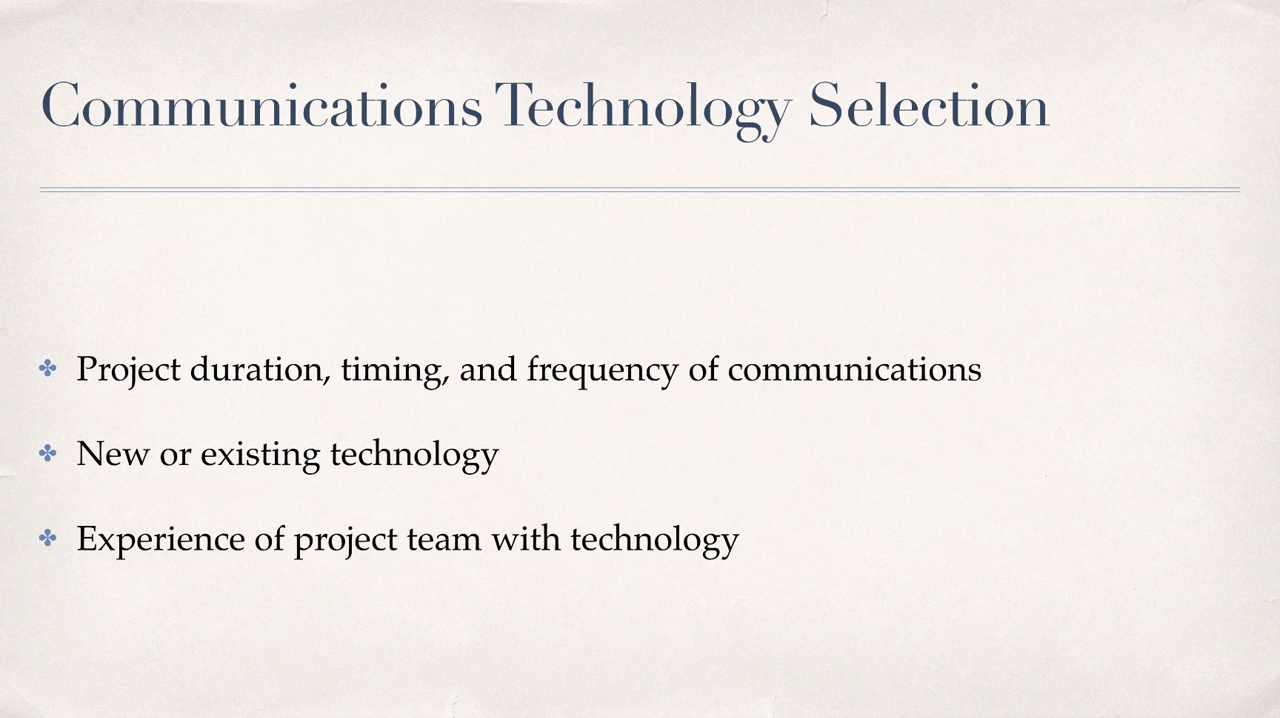 Communications Technology Selection
Project duration, timing, and frequency of communications
New or existing technology
Experience of project team with technology